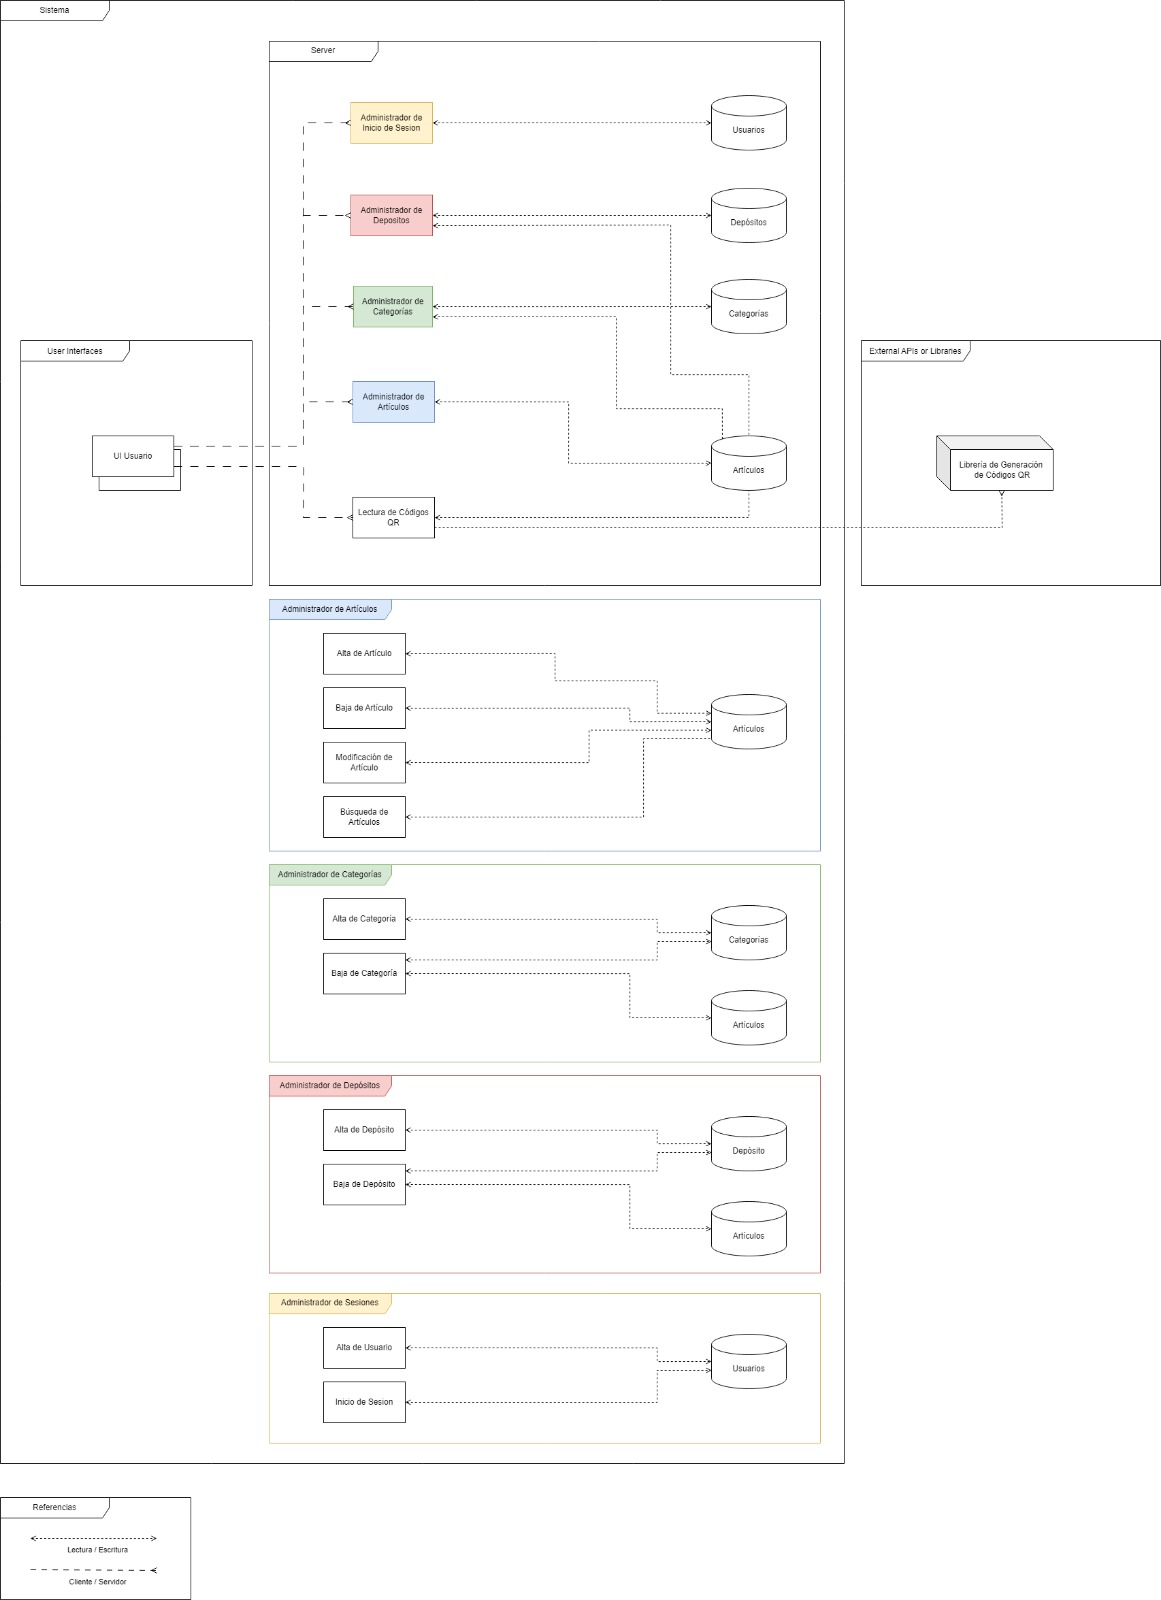 Sistema
Server
Administrador de
Inicio de Sesion
Usuarios
Administrador de
Depositos
Depósitos
Administrador de
Categorías
Categorías
User Interfaces
External APIs or Libraries
Administrador de
Artículos
UI Usuario
Artículos
Librería de Generación
de Códigos QR
Lectura de Códigos
QR
Administrador de Artículos
Alta de Artículo
Baja de Artículo
Artículos
Modificación de
Artículo
Búsqueda de
Artículos
Administrador de Categorías
Alta de Categoría
Categorías
Baja de Categoría
Artículos
Administrador de Depósitos
Alta de Depósito
Depósito
Baja de Depósito
Artículos
Administrador de Sesiones
Alta de Usuario
Usuarios
Inicio de Sesion
Referencias
Lectura / Escritura
Cliente / Servidor